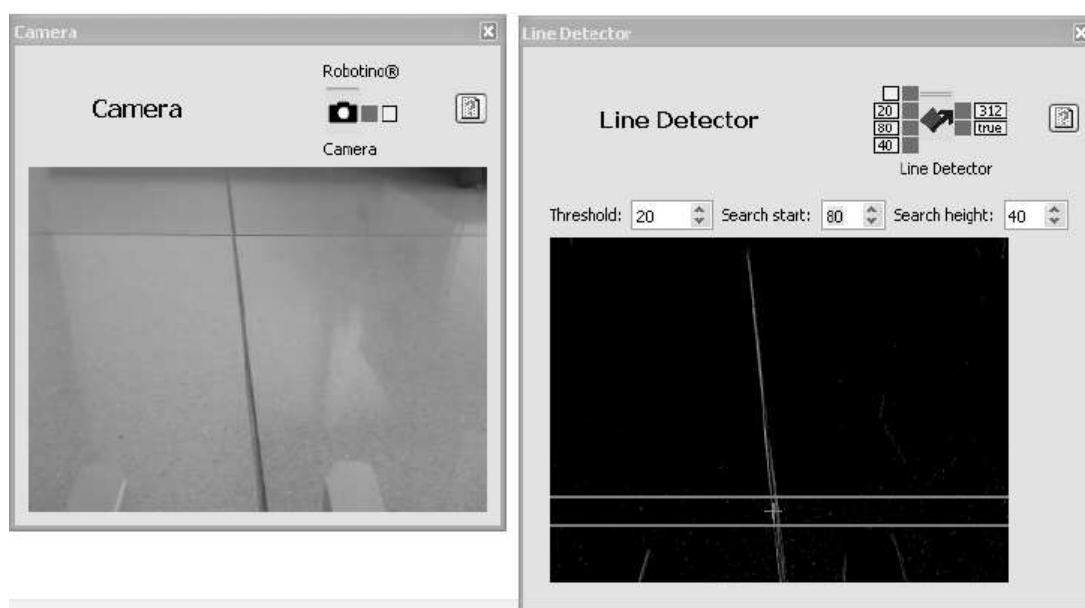 Camera
Robotino®
Camera
Camera
Line Detector
Line Detector
20
80
40
312
true
Line Detector
Threshold: 20 Search start: 80 Search height: 40